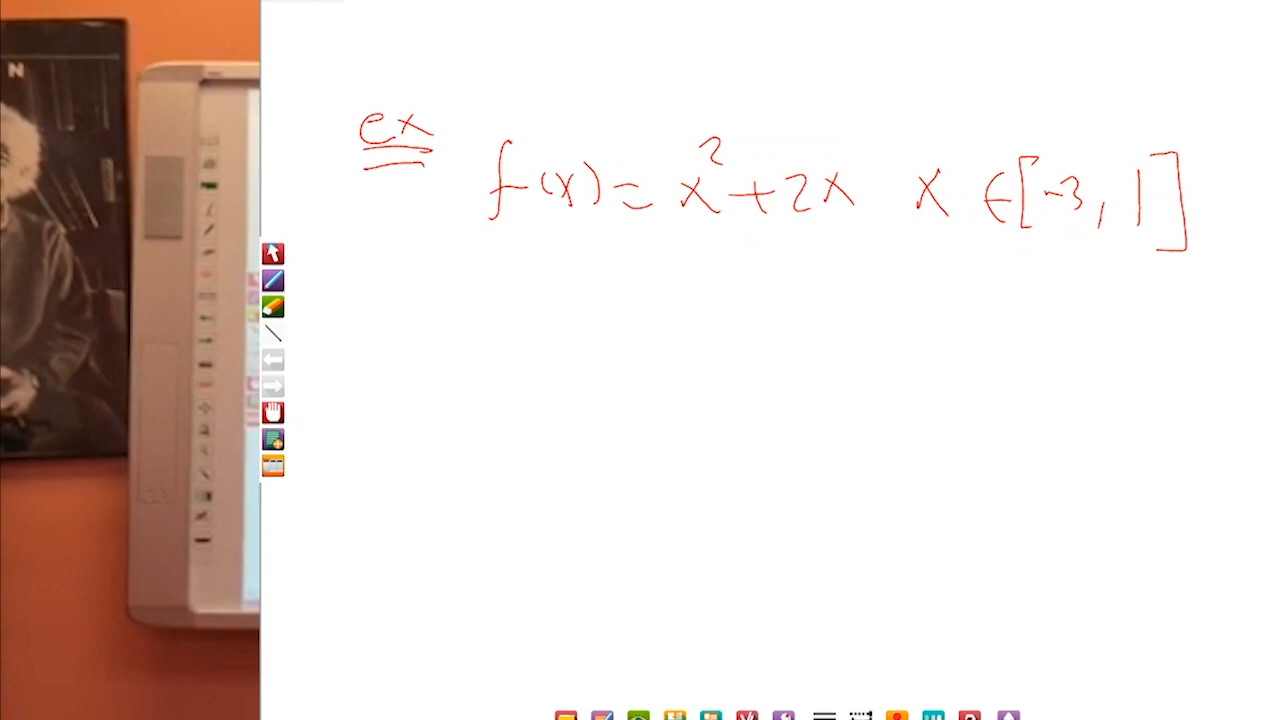 N
ex
f(x) = x² + 2x x ∈ [-3, 1]